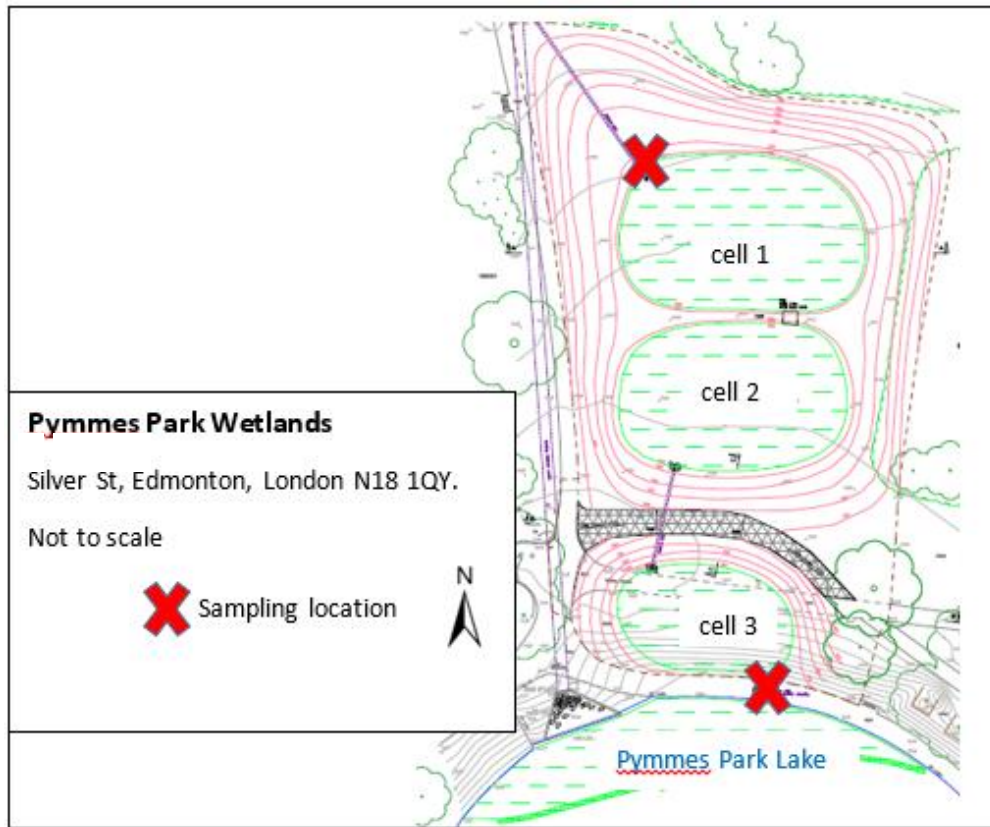 cell 1
cell 2
Pymmes Park Wetlands
Silver St, Edmonton, London N18 1QY.
Not to scale
N
Sampling location
cell 3
Pymmes Park Lake